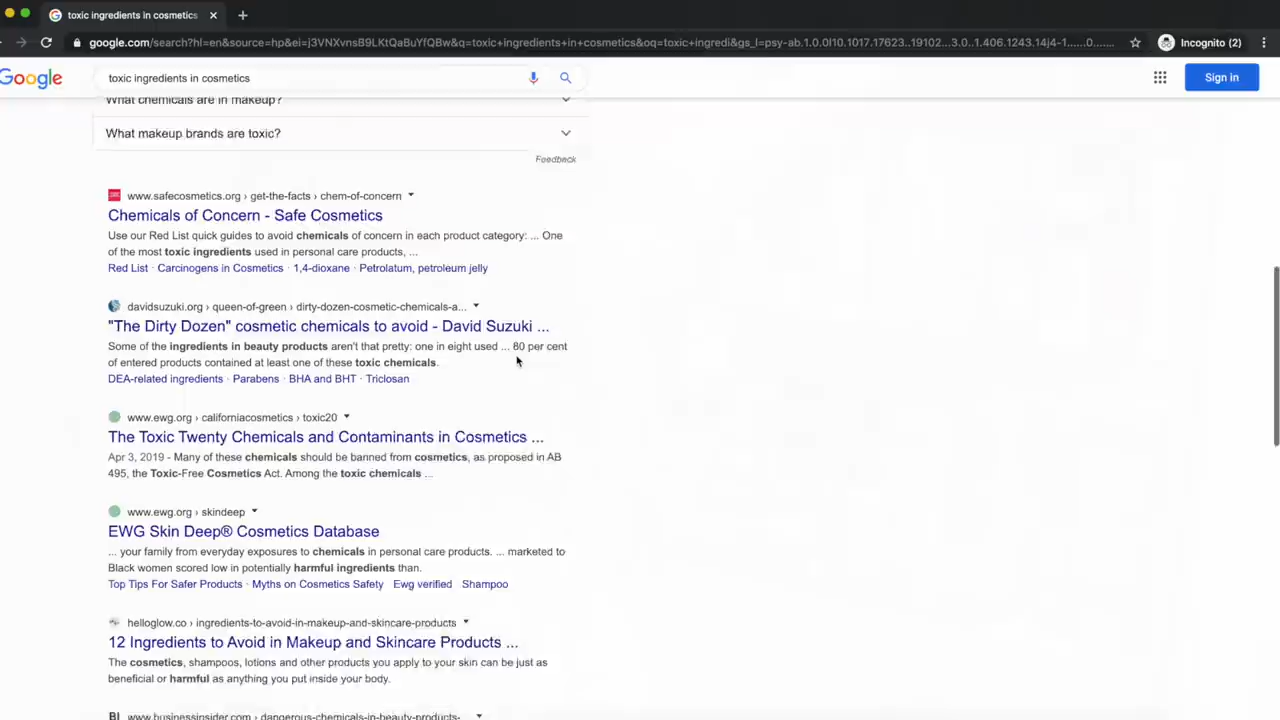 toxic ingredients in cosmetics
google.com/search?hl=en&source=hp&ei=j3VNXvnsB9LKtQaBuYfQBw&q=toxic+ingredients+in+cosmetics&oq=toxic+ingredi&gs_l=psy-ab.1.0.0l10.1017.17623..19102...3.0..1.406.1243.14j4-1......0....1...
Incognito (2)
Google
toxic ingredients in cosmetics
Sign in
What chemicals are in makeup?
What makeup brands are toxic?
Feedback
www.safecosmetics.org › get-the-facts › chem-of-concern
Chemicals of Concern - Safe Cosmetics
Use our Red List quick guides to avoid chemicals of concern in each product category: ... One
of the most toxic ingredients used in personal care products, ...
Red List · Carcinogens in Cosmetics · 1,4-dioxane · Petrolatum, petroleum jelly
davidsuzuki.org › queen-of-green › dirty-dozen-cosmetic-chemicals-a...
"The Dirty Dozen" cosmetic chemicals to avoid - David Suzuki ...
Some of the ingredients in beauty products aren't that pretty: one in eight used ... 80 per cent
of entered products contained at least one of these toxic chemicals.
DEA-related ingredients · Parabens · BHA and BHT · Triclosan
www.ewg.org › californiacosmetics › toxic20
The Toxic Twenty Chemicals and Contaminants in Cosmetics ...
Apr 3, 2019 - Many of these chemicals should be banned from cosmetics, as proposed in AB
495, the Toxic-Free Cosmetics Act. Among the toxic chemicals ...
www.ewg.org › skindeep
EWG Skin Deep® Cosmetics Database
... your family from everyday exposures to chemicals in personal care products. ... marketed to
Black women scored low in potentially harmful ingredients than.
Top Tips For Safer Products · Myths on Cosmetics Safety Ewg verified Shampoo
helloglow.co › ingredients-to-avoid-in-makeup-and-skincare-products
12 Ingredients to Avoid in Makeup and Skincare Products ...
The cosmetics, shampoos, lotions and other products you apply to your skin can be just as
beneficial or harmful as anything you put inside your body.
BI www.businessinsider.com › dangerous-chemicals-in-beauty-products-